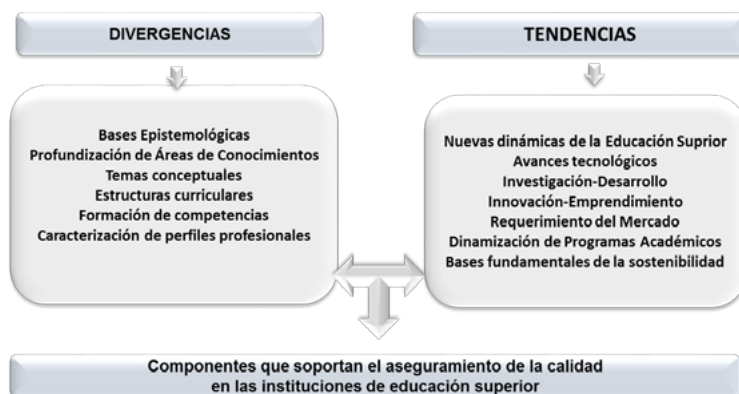 DIVERGENCIAS
Bases Epistemológicas
Profundización de Áreas de Conocimientos
Temas conceptuales
Estructuras curriculares
Formación de competencias
Caracterización de perfiles profesionales
TENDENCIAS
Nuevas dinámicas de la Educación Suprior
Avances tecnológicos
Investigación-Desarrollo
Innovación-Emprendimiento
Requerimiento del Mercado
Dinamización de Programas Académicos
Bases fundamentales de la sostenibilidad
Componentes que soportan el aseguramiento de la calidad
en las instituciones de educación superior